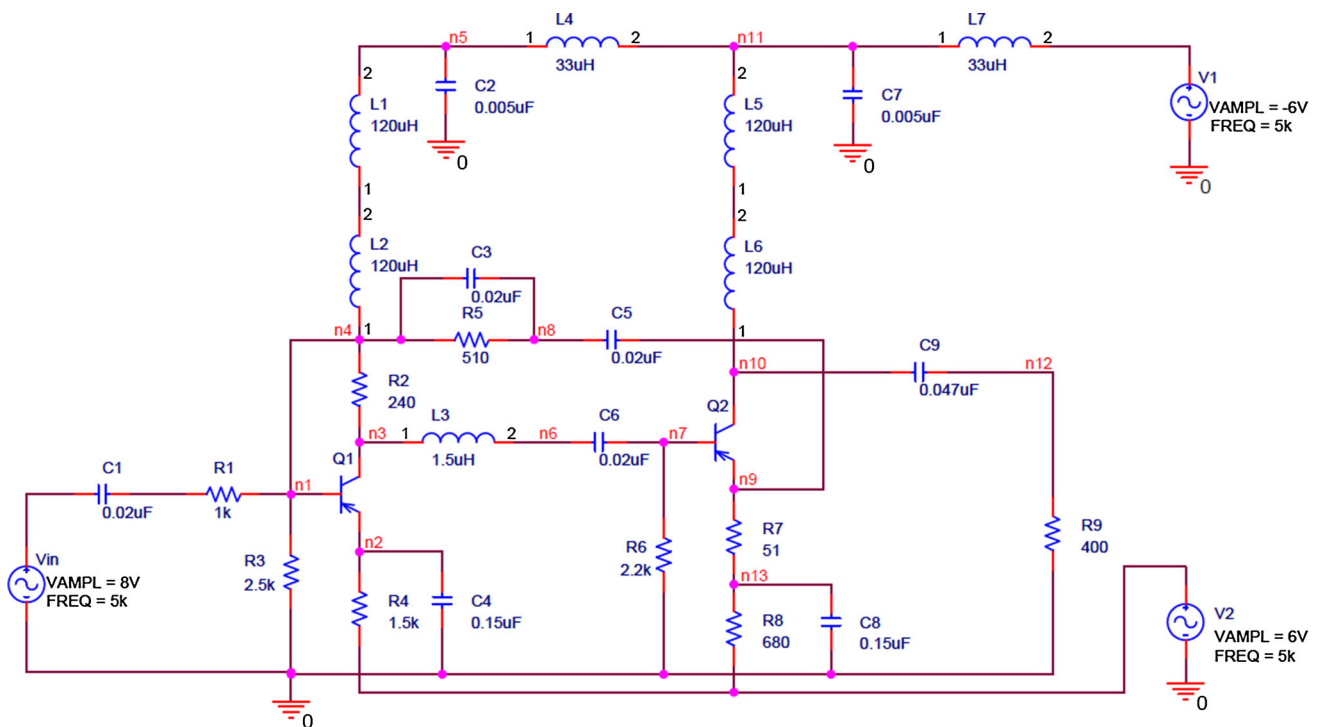 L4
L7
n5
1
2
n11
1
2
33uH
33uH
2
C2
0.005uF
2
C7
0.005uF
V1
VAMPL = -6V
FREQ = 5k
L1
120uH
L5
120uH
0
0
0
1
1
2
2
L2
120uH
C3
0.02uF
L6
120uH
R5
510
C5
0.02uF
n4
1
n8
1
C9
0.047uF
n10
n12
R2
240
L3
C6
Q2
n3
1
2
n6
n7
1.5uH
0.02uF
Q1
C1
0.02uF
R1
1k
n1
n9
n2
R7
51
R9
400
R6
2.2k
Vin
VAMPL = 8V
FREQ = 5k
R3
2.5k
n13
R4
1.5k
C4
0.15uF
R8
680
C8
0.15uF
V2
VAMPL = 6V
FREQ = 5k
0
0